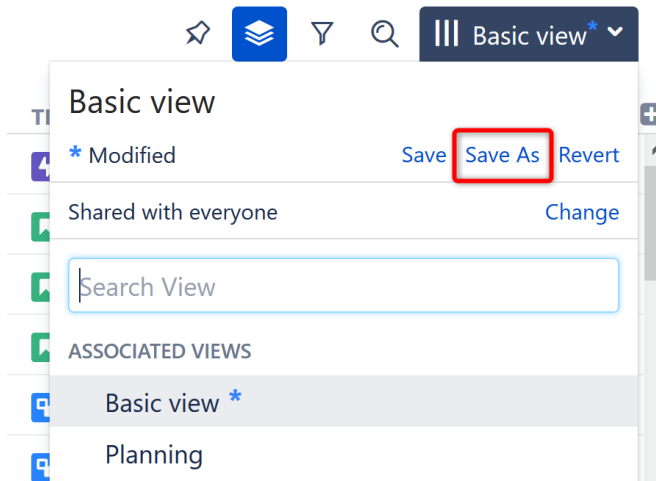 Basic view*
Basic view
* Modified Save Save As Revert
Shared with everyone Change
Search View
ASSOCIATED VIEWS
Basic view *
Planning